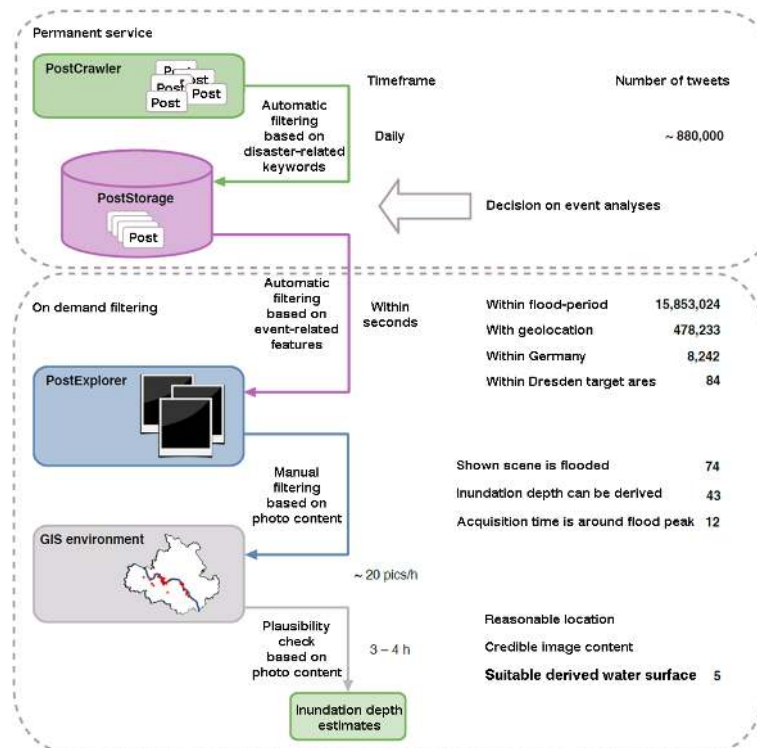 Permanent service
PostCrawler
Post
Post
Post
Post
Post
Timeframe
Number of tweets
Automatic
filtering
based on
disaster-related
keywords
Daily
~ 880,000
PostStorage
Post
Decision on event analyses
On demand filtering
Automatic
filtering
based on
event-related
features
Within
seconds
Within flood-period 15,853,024
With geolocation 478,233
Within Germany 8,242
Within Dresden target ares 84
PostExplorer
Manual
filtering
based on
photo content
Shown scene is flooded 74
Inundation depth can be derived 43
Acquisition time is around flood peak 12
GIS environment
~ 20 pics/h
Plausibility
check
based on
photo content
3 – 4 h
Reasonable location
Credible image content
Suitable derived water surface 5
Inundation depth
estimates